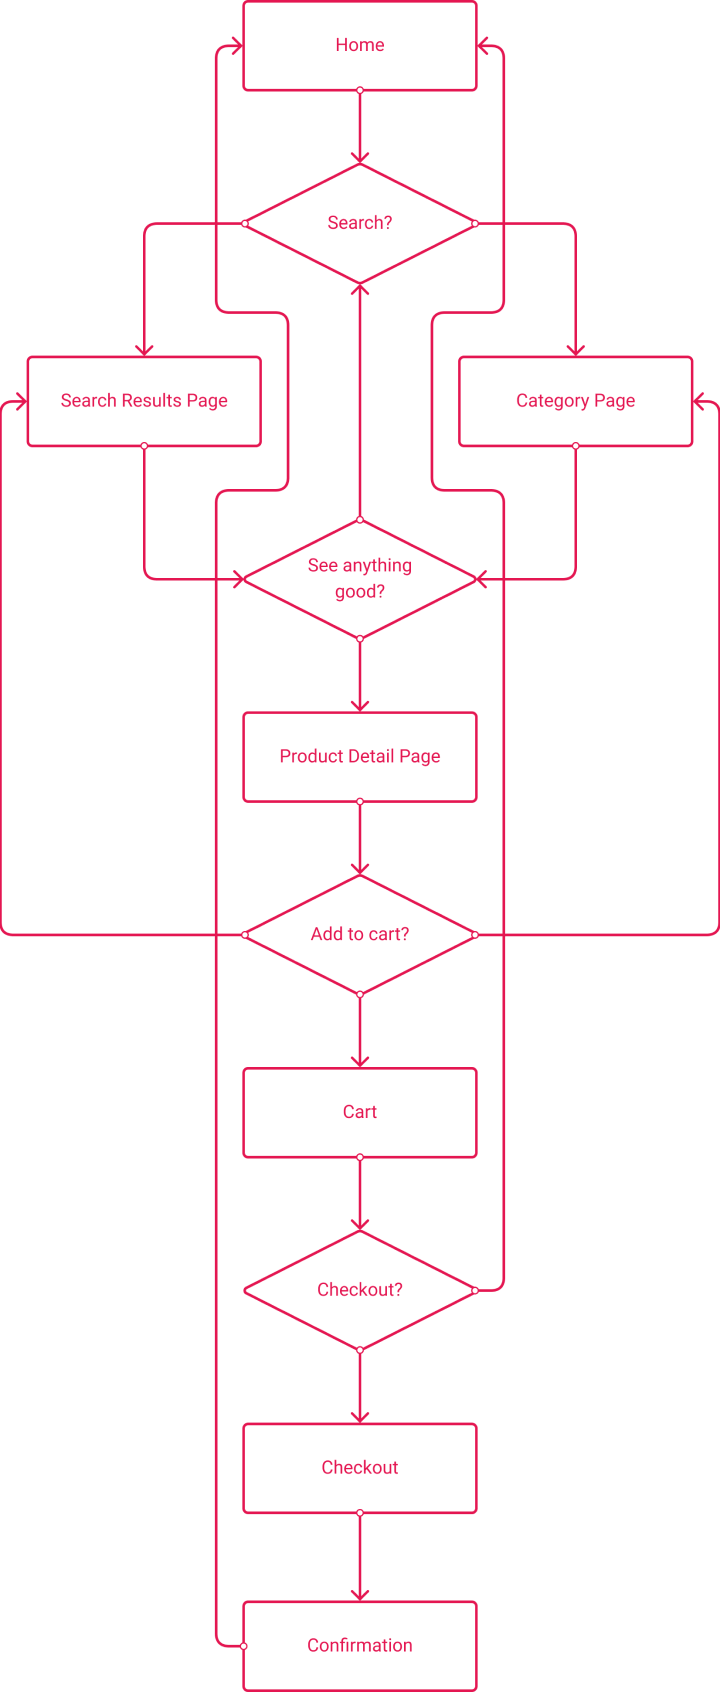 Home
Search?
Search Results Page
Category Page
See anything
good?
Product Detail Page
Add to cart?
Cart
Checkout?
Checkout
Confirmation